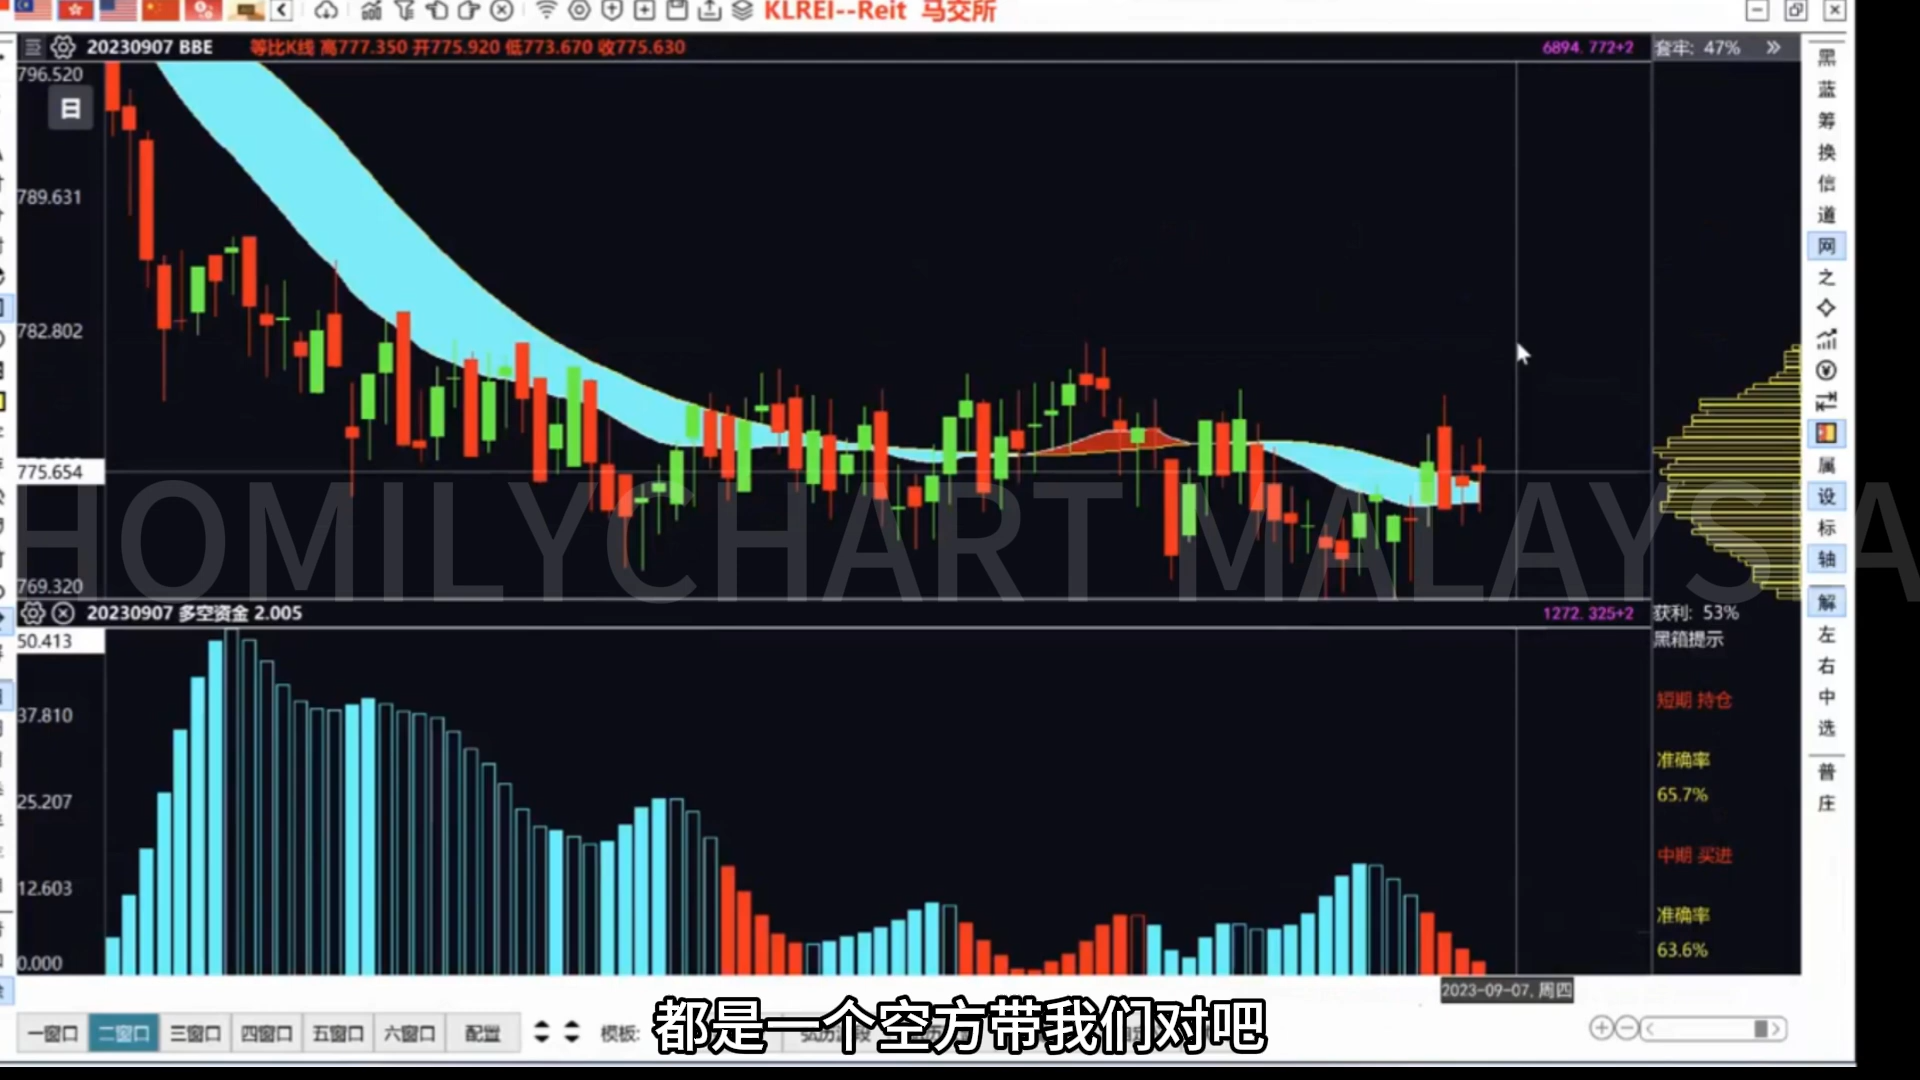 KLREI--Reit 马交所
20230907 BBE 等比K线 高777.350 开775.920 低773.670 收775.630 6894.772+2 套牢: 47%
796.520
日
789.631
782.802
775.654
769.320
HOMILYCHART MALAYSIA
20230907 多空资金 2.005 1272.325+2 获利: 53%
黑箱提示
50.413
37.810
25.207
12.603
0.000
短期 持仓
准确率
65.7%
中期 买进
准确率
63.6%
黑
蓝
筹
换
信
道
网
之
属
设
标
轴
解
左
右
中
选
普
庄
2023-09-07, 周四
一窗口 二窗口 三窗口 四窗口 五窗口 六窗口 配置 模板:
都是一个空方带我们对吧